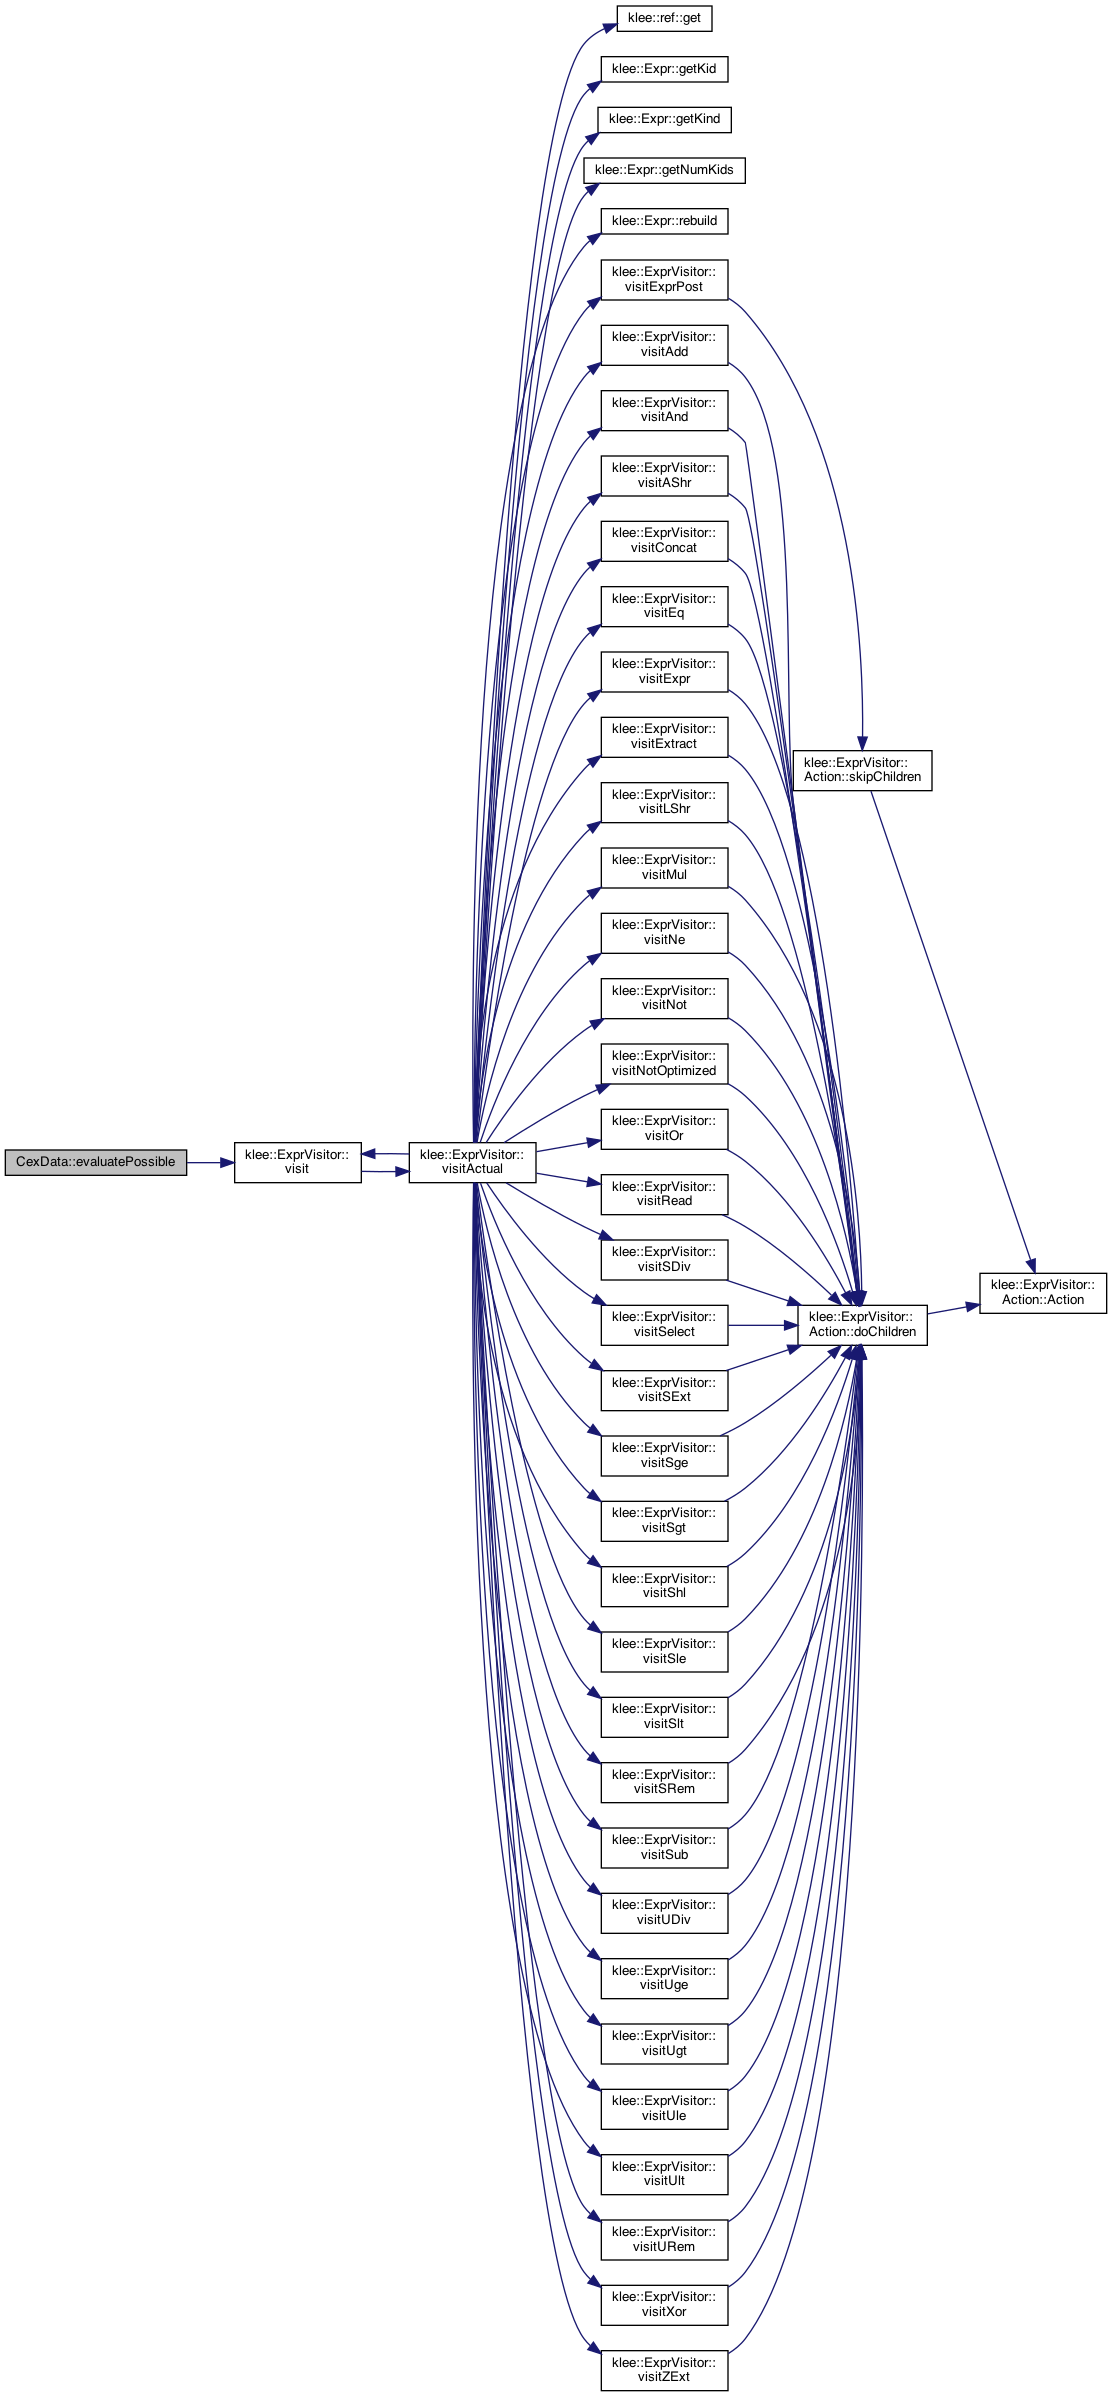 klee::ref::get
klee::Expr::getKid
klee::Expr::getKind
klee::Expr::getNumKids
klee::Expr::rebuild
klee::ExprVisitor::
visitExprPost
klee::ExprVisitor::
visitAdd
klee::ExprVisitor::
visitAnd
klee::ExprVisitor::
visitAShr
klee::ExprVisitor::
visitConcat
klee::ExprVisitor::
visitEq
klee::ExprVisitor::
visitExpr
klee::ExprVisitor::
visitExtract
klee::ExprVisitor::
Action::skipChildren
klee::ExprVisitor::
visitLShr
klee::ExprVisitor::
visitMul
klee::ExprVisitor::
visitNe
klee::ExprVisitor::
visitNot
klee::ExprVisitor::
visitNotOptimized
klee::ExprVisitor::
visitOr
CexData::evaluatePossible
klee::ExprVisitor::
visit
klee::ExprVisitor::
visitActual
klee::ExprVisitor::
visitRead
klee::ExprVisitor::
visitSDiv
klee::ExprVisitor::
Action::Action
klee::ExprVisitor::
visitSelect
klee::ExprVisitor::
Action::doChildren
klee::ExprVisitor::
visitSExt
klee::ExprVisitor::
visitSge
klee::ExprVisitor::
visitSgt
klee::ExprVisitor::
visitShl
klee::ExprVisitor::
visitSle
klee::ExprVisitor::
visitSlt
klee::ExprVisitor::
visitSRem
klee::ExprVisitor::
visitSub
klee::ExprVisitor::
visitUDiv
klee::ExprVisitor::
visitUge
klee::ExprVisitor::
visitUgt
klee::ExprVisitor::
visitUle
klee::ExprVisitor::
visitUlt
klee::ExprVisitor::
visitURem
klee::ExprVisitor::
visitXor
klee::ExprVisitor::
visitZExt